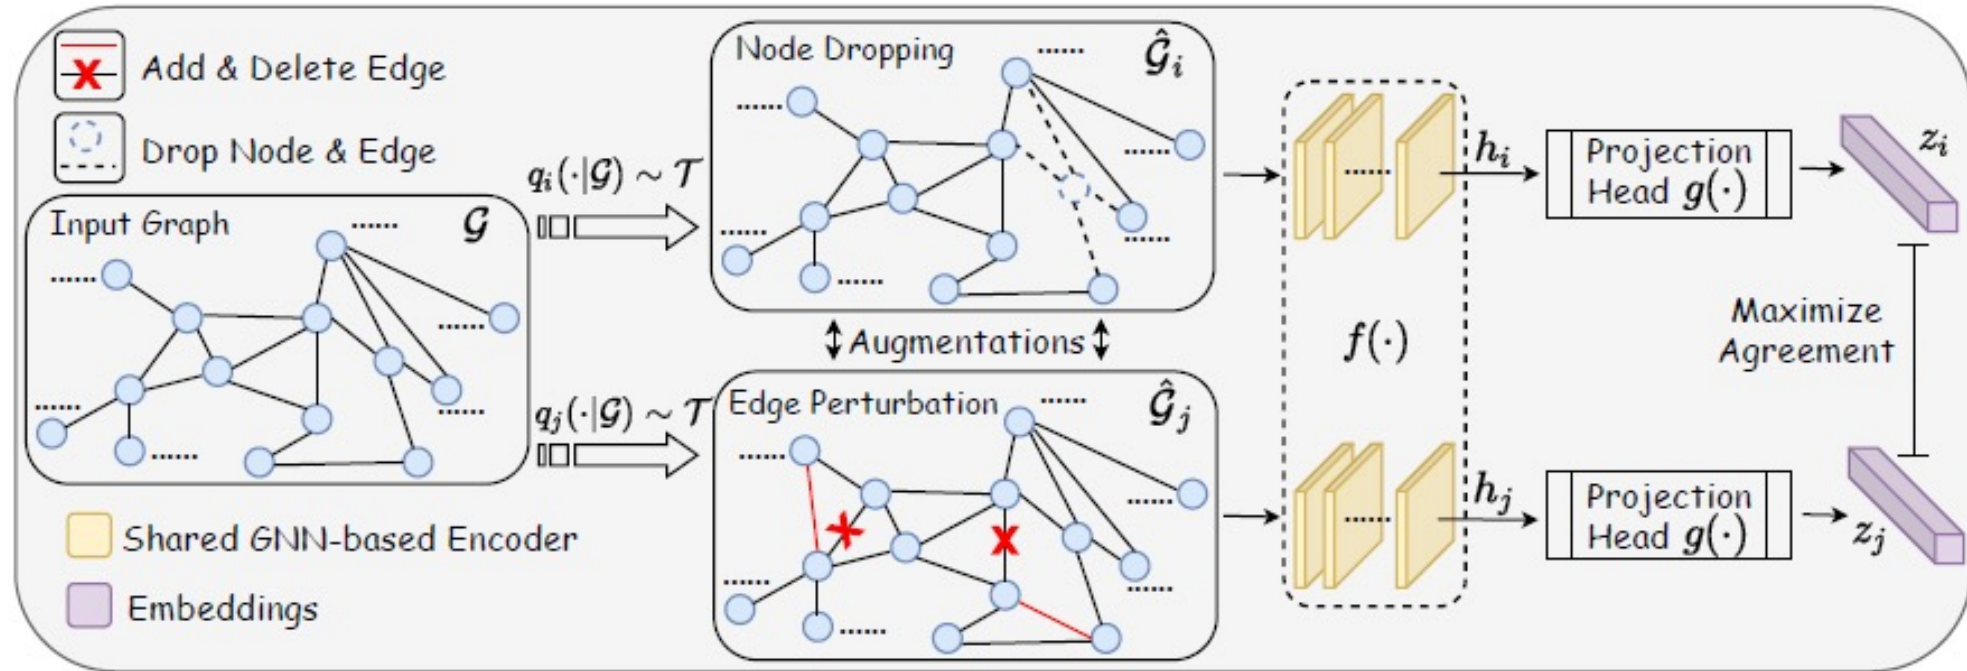 Add & Delete Edge
Drop Node & Edge
Input Graph
𝒢
......
......
......
......
......
......
q_i(·|𝒢) ∼ 𝒯
q_j(·|𝒢) ∼ 𝒯
Node Dropping
𝒢̂_i
......
......
......
......
......
......
Augmentations
Edge Perturbation
𝒢̂_j
......
......
......
......
......
......
......
f(·)
......
h_i
h_j
Projection
Head g(·)
Projection
Head g(·)
z_i
Maximize
Agreement
z_j
Shared GNN-based Encoder
Embeddings